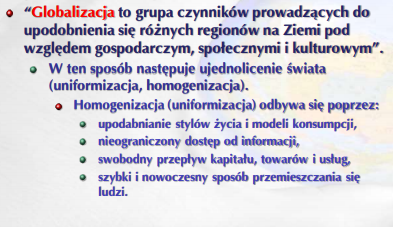 “Globalizacja to grupa czynników prowadzących do
upodobnienia się różnych regionów na Ziemi pod
względem gospodarczym, społecznymi i kulturowym”.
W ten sposób następuje ujednolicenie świata
(uniformizacja, homogenizacja).
Homogenizacja (uniformizacja) odbywa się poprzez:
upodabnianie stylów życia i modeli konsumpcji,
nieograniczony dostęp od informacji,
swobodny przepływ kapitału, towarów i usług,
szybki i nowoczesny sposób przemieszczania się
ludzi.